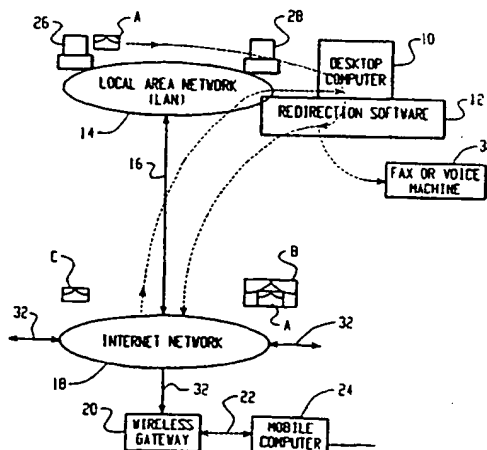 26
A
28
10
DESKTOP
COMPUTER
LOCAL AREA NETWORK
(LAN)
REDIRECTION SOFTWARE
12
14
16
3
FAX OR VOICE
MACHINE
C
B
A
32
32
INTERNET NETWORK
18
32
20
22
24
WIRELESS
GATEWAY
MOBILE
COMPUTER